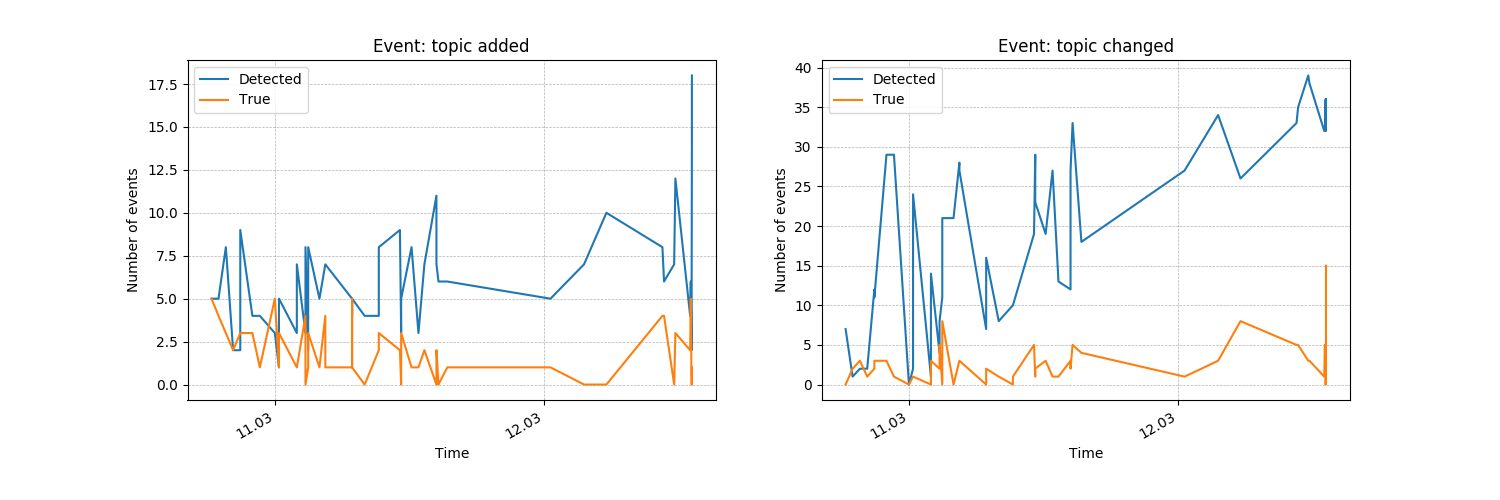 Event: topic added
Detected
True
17.5
15.0
12.5
10.0
7.5
5.0
2.5
0.0
Number of events
11.03
12.03
Time
Event: topic changed
Detected
True
40
35
30
25
20
15
10
5
0
Number of events
11.03
12.03
Time